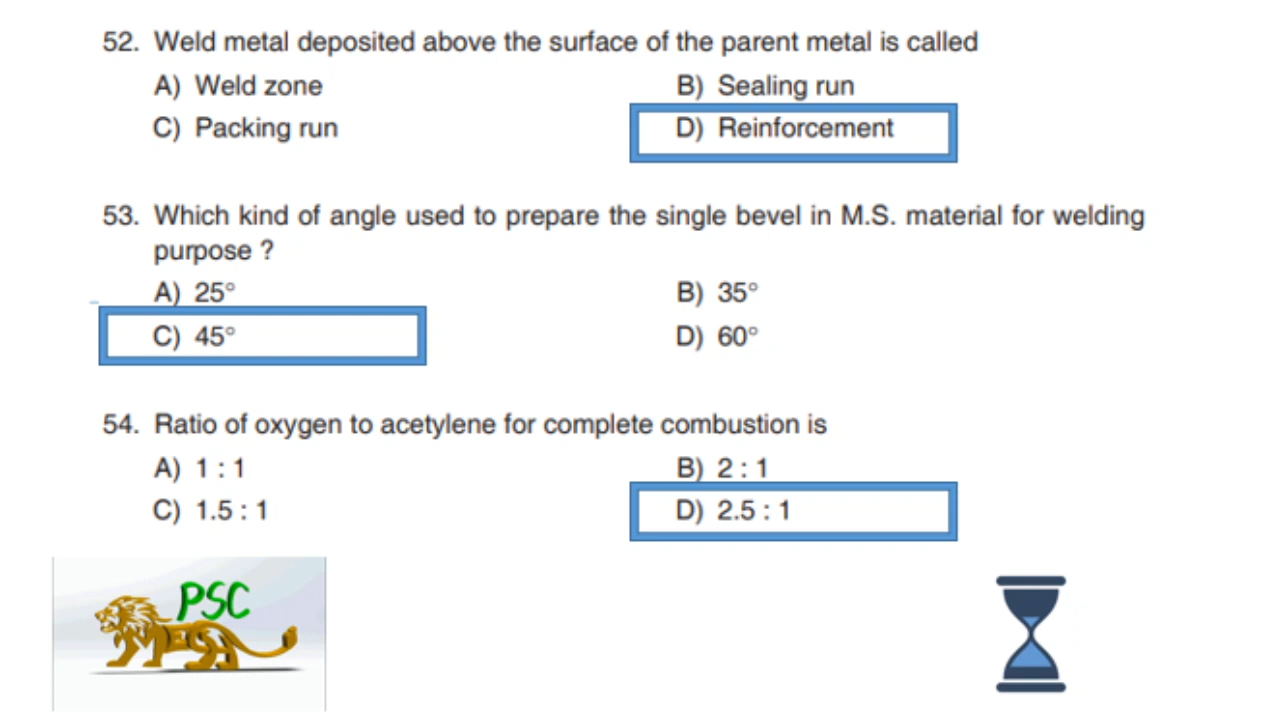 52. Weld metal deposited above the surface of the parent metal is called
A) Weld zone B) Sealing run
C) Packing run D) Reinforcement
53. Which kind of angle used to prepare the single bevel in M.S. material for welding
purpose ?
A) 25° B) 35°
C) 45° D) 60°
54. Ratio of oxygen to acetylene for complete combustion is
A) 1 : 1 B) 2 : 1
C) 1.5 : 1 D) 2.5 : 1
PSC